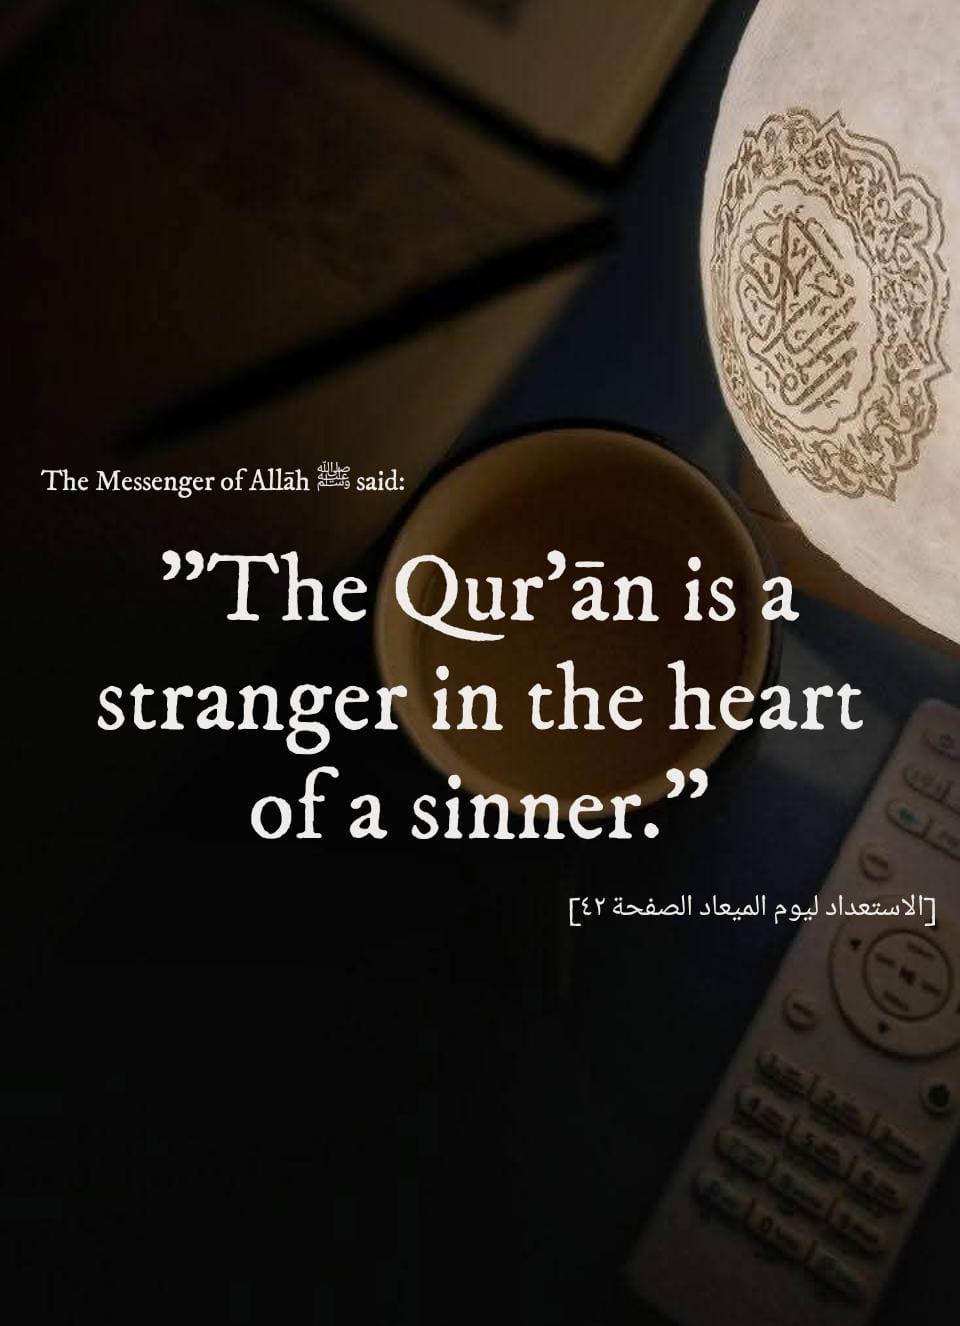 The Messenger of Allāh ﷺ said:
”The Qur’ān is a
stranger in the heart
of a sinner.”
[الاستعداد ليوم الميعاد الصفحة ٤٢]